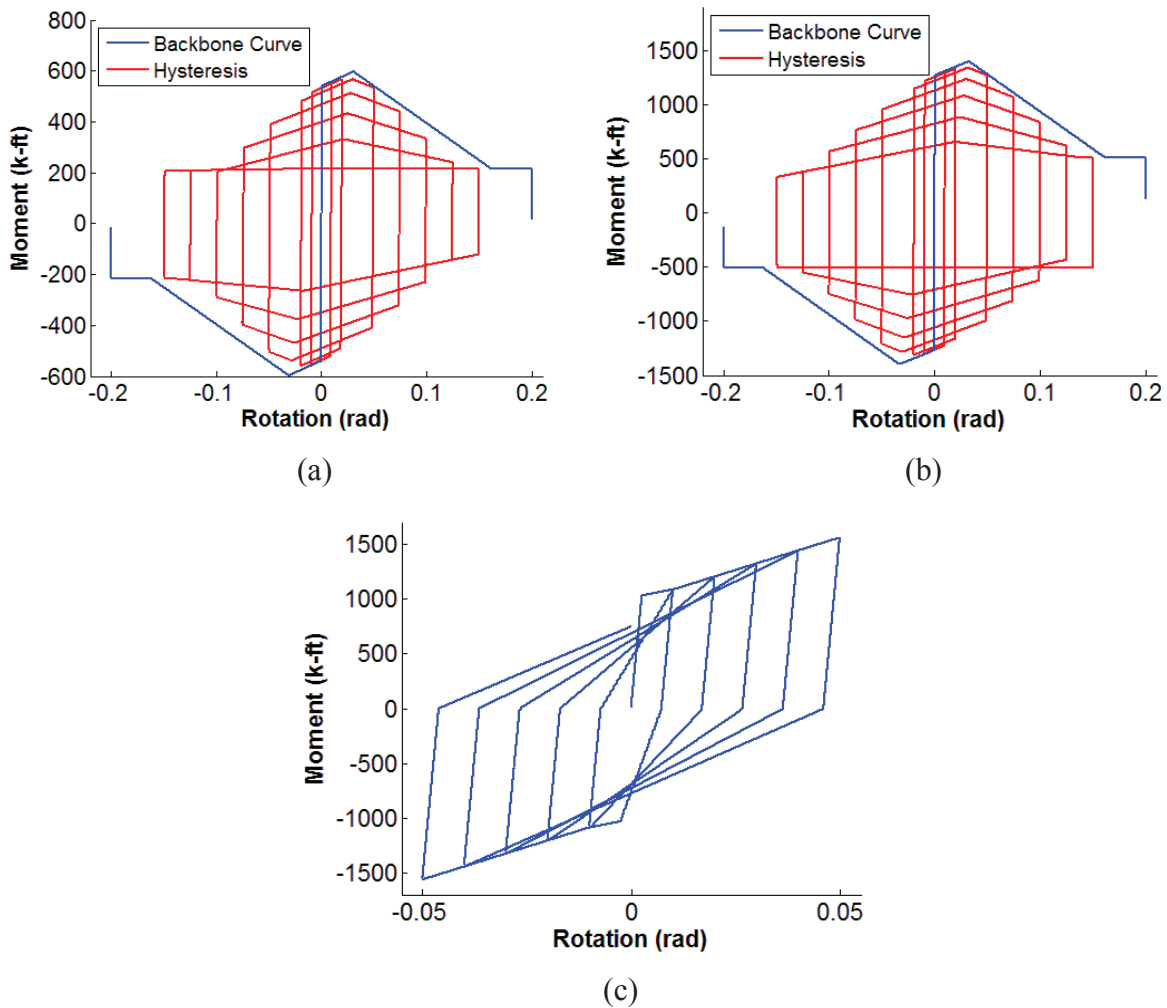 Backbone Curve
Hysteresis
800
600
400
200
0
-200
-400
-600
Moment (k-ft)
-0.2
-0.1
0
0.1
0.2
Rotation (rad)
(a)
Backbone Curve
Hysteresis
1500
1000
500
0
-500
-1000
-1500
Moment (k-ft)
-0.2
-0.1
0
0.1
0.2
Rotation (rad)
(b)
1500
1000
500
0
-500
-1000
-1500
Moment (k-ft)
-0.05
0
0.05
Rotation (rad)
(c)